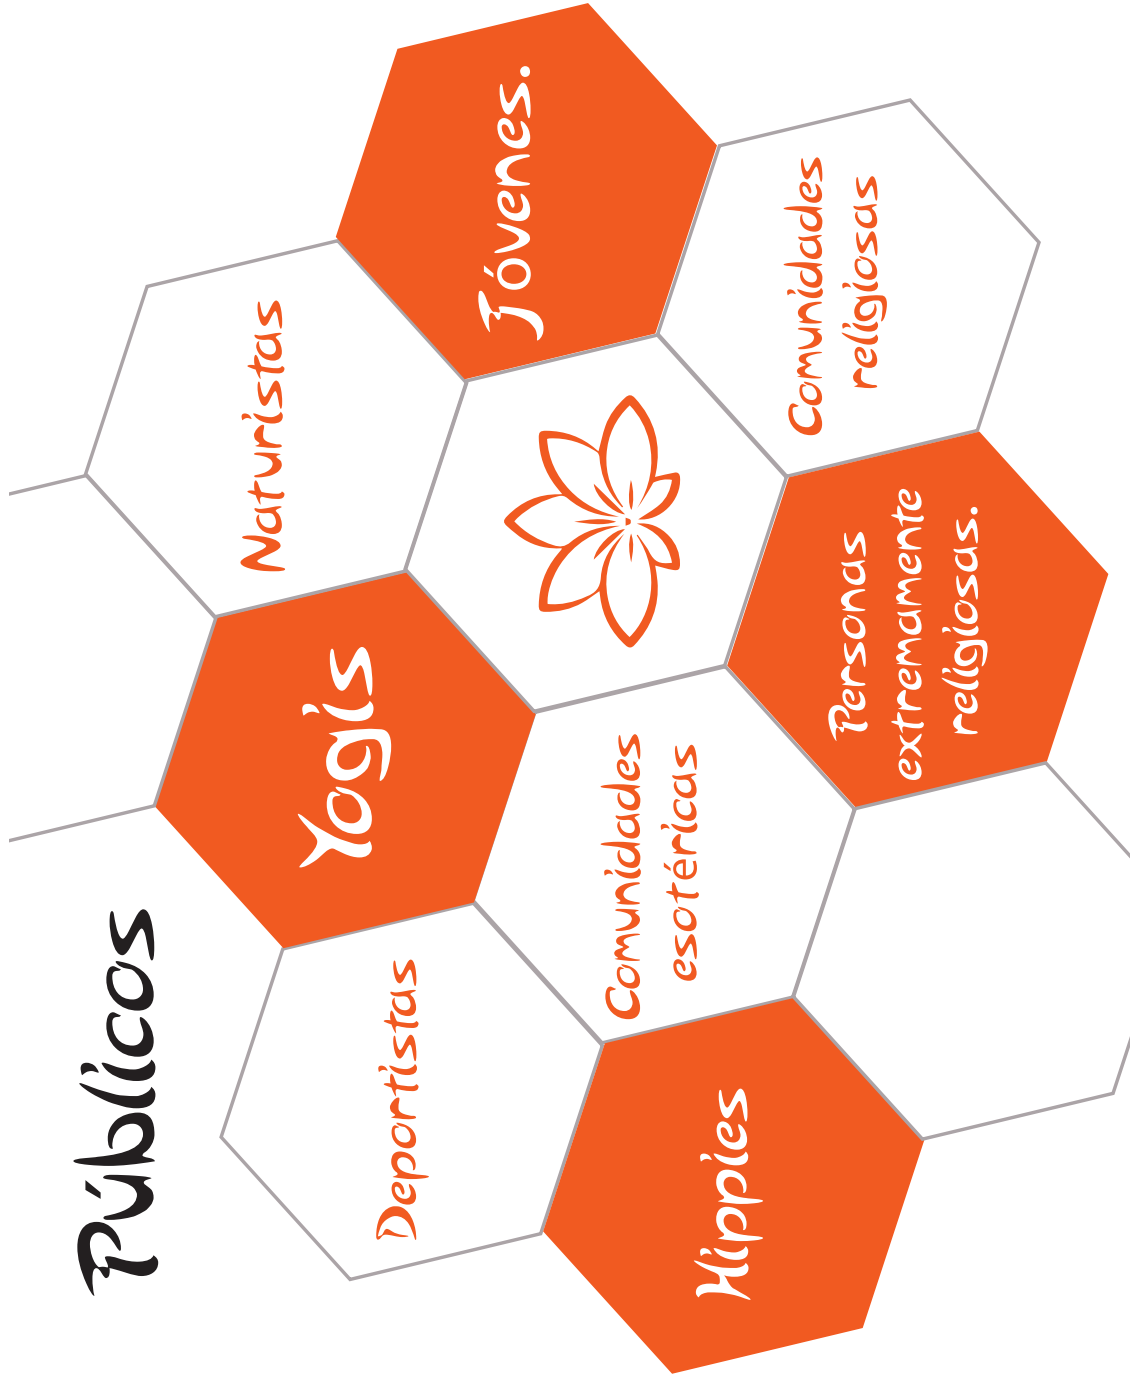 Públicos
Deportistas
Yogis
Naturistas
Hippies
Comunidades
esotéricas
Jóvenes.
Personas
extremamente
religiosas.
Comunidades
religiosas